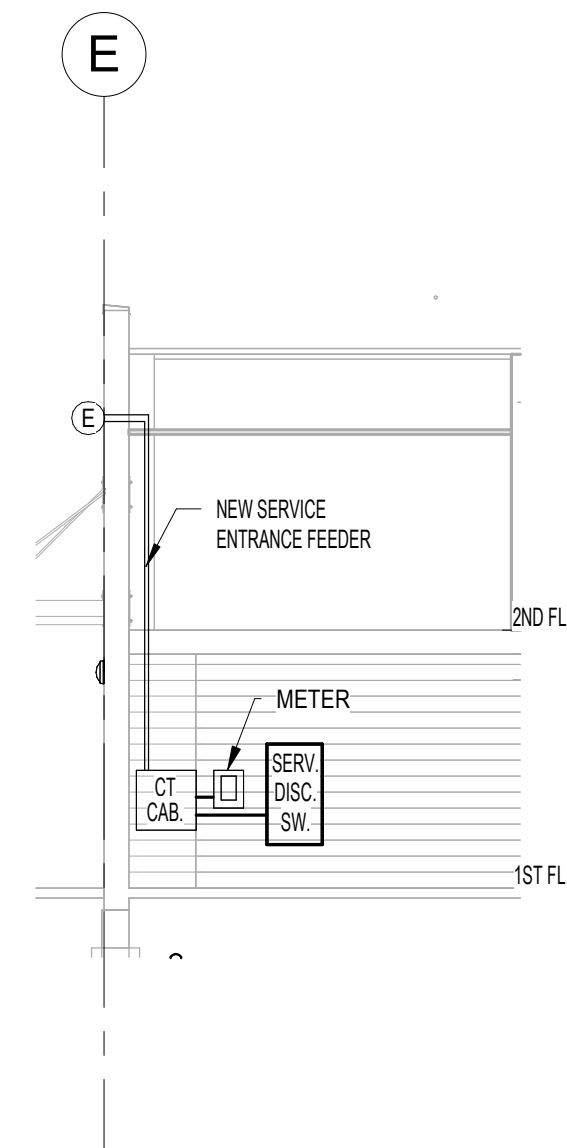 E
E
NEW SERVICE
ENTRANCE FEEDER
2ND FL
METER
SERV.
DISC.
SW.
CT
CAB.
1ST FL